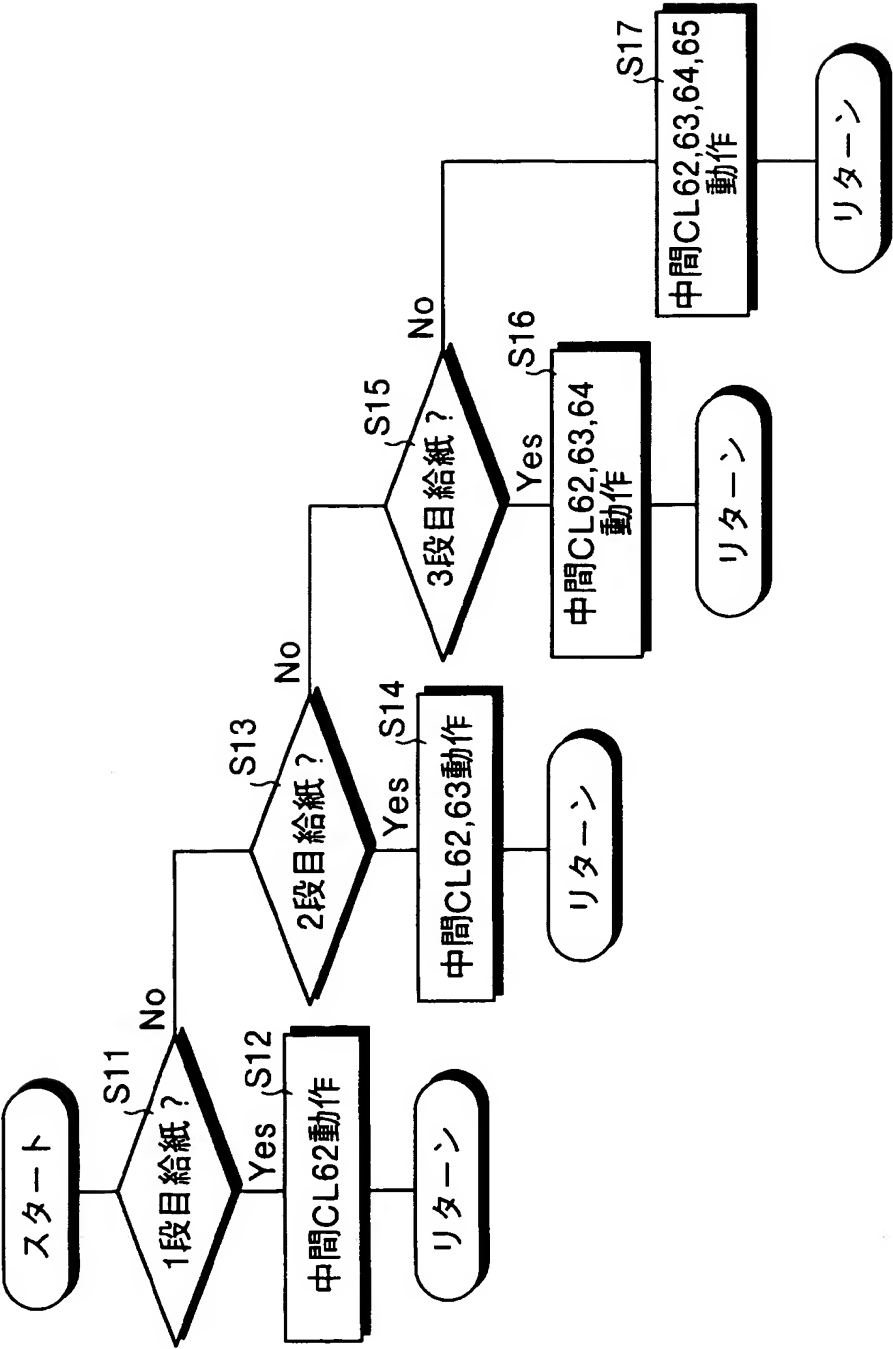 スタート
S11
1段目給紙?
No
Yes
S12
中間CL62動作
リターン
S13
2段目給紙?
No
Yes
S14
中間CL62,63動作
リターン
S15
3段目給紙?
No
Yes
S16
中間CL62,63,64
動作
リターン
S17
中間CL62,63,64,65
動作
リターン